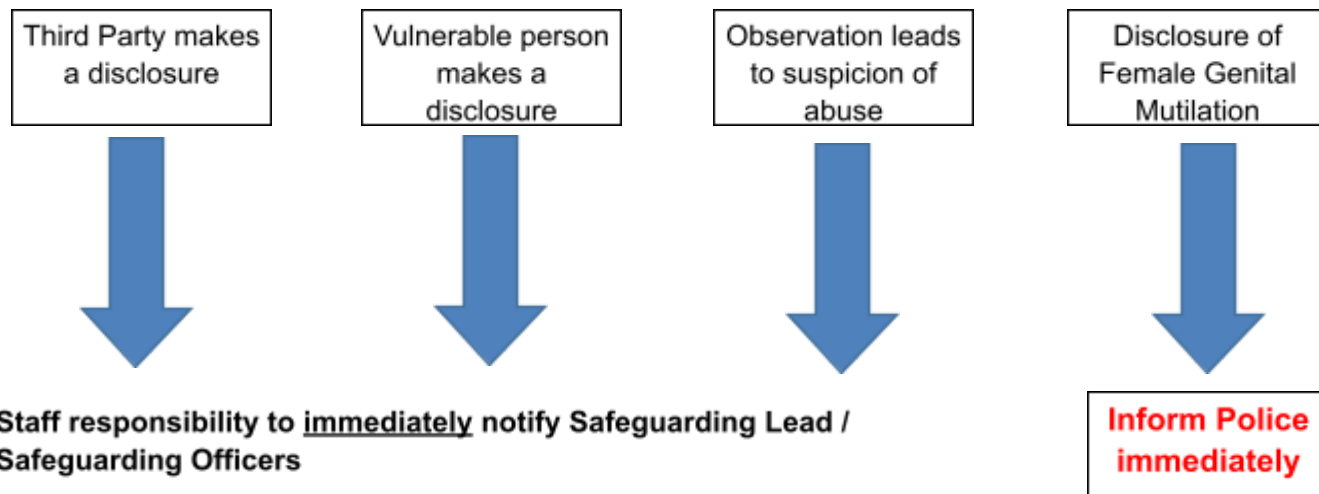 Third Party makes
a disclosure
Vulnerable person
makes a
disclosure
Observation leads
to suspicion of
abuse
Disclosure of
Female Genital
Mutilation
Staff responsibility to immediately notify Safeguarding Lead /
Safeguarding Officers
Inform Police
immediately